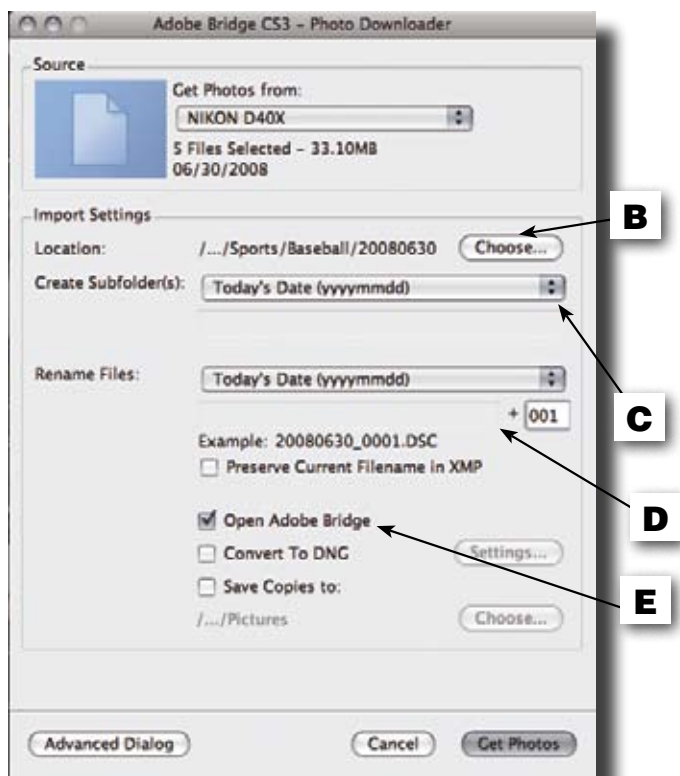 Adobe Bridge CS3 – Photo Downloader
Source
Get Photos from:
NIKON D40X
5 Files Selected – 33.10MB
06/30/2008
Import Settings
B
Location: /.../Sports/Baseball/20080630 Choose...
Create Subfolder(s): Today's Date (yyyymmdd)
Rename Files: Today's Date (yyyymmdd)
C
+ 001
Example: 20080630_0001.DSC
Preserve Current Filename in XMP
D
Open Adobe Bridge
Convert To DNG Settings...
E
Save Copies to:
/.../Pictures Choose...
Advanced Dialog Cancel Get Photos